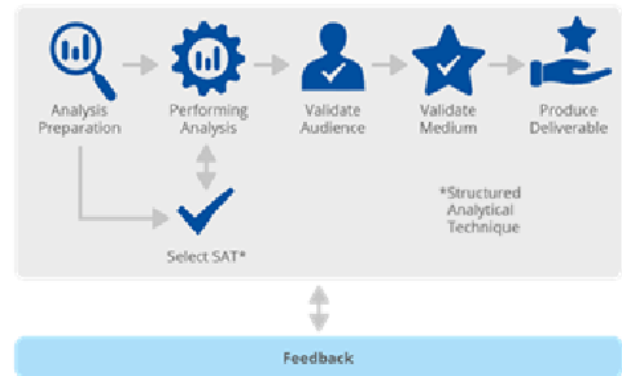 Analysis
Preparation
Performing
Analysis
Validate
Audience
Validate
Medium
Produce
Deliverable
Select SAT*
*Structured
Analytical
Technique
Feedback